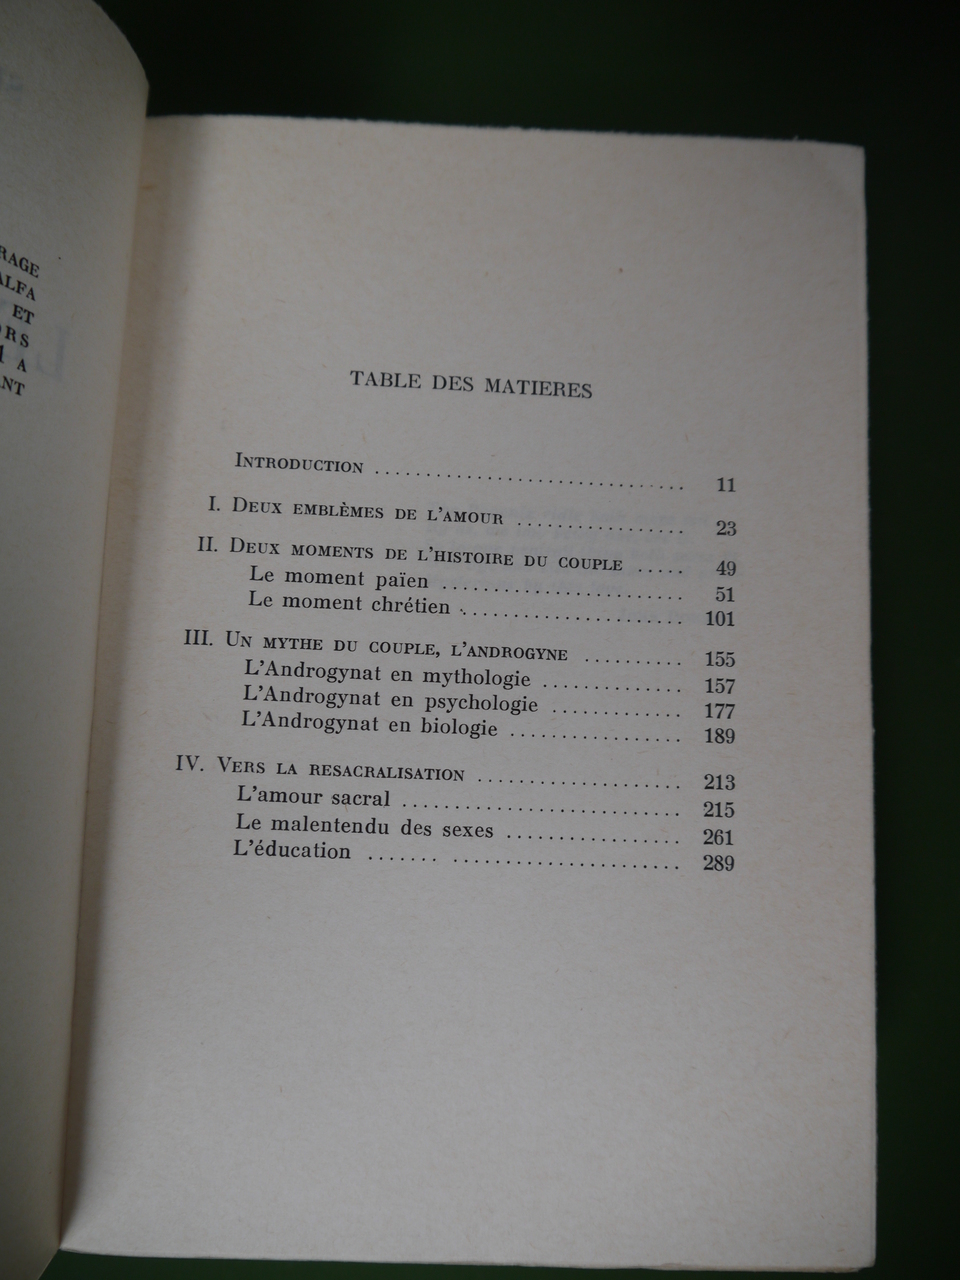 RAGE
ALFA
ET
ORS
A
ANT
TABLE DES MATIERES
INTRODUCTION .............................. 11
I. DEUX EMBLÈMES DE L'AMOUR ................ 23
II. DEUX MOMENTS DE L'HISTOIRE DU COUPLE ..... 49
Le moment païen ........................ 51
Le moment chrétien ...................... 101
III. UN MYTHE DU COUPLE, L'ANDROGYNE .......... 155
L'Androgynat en mythologie .............. 157
L'Androgynat en psychologie ............. 177
L'Androgynat en biologie ................. 189
IV. VERS LA RESACRALISATION .................... 213
L'amour sacral ........................... 215
Le malentendu des sexes ................. 261
L'éducation ....... ...................... 289